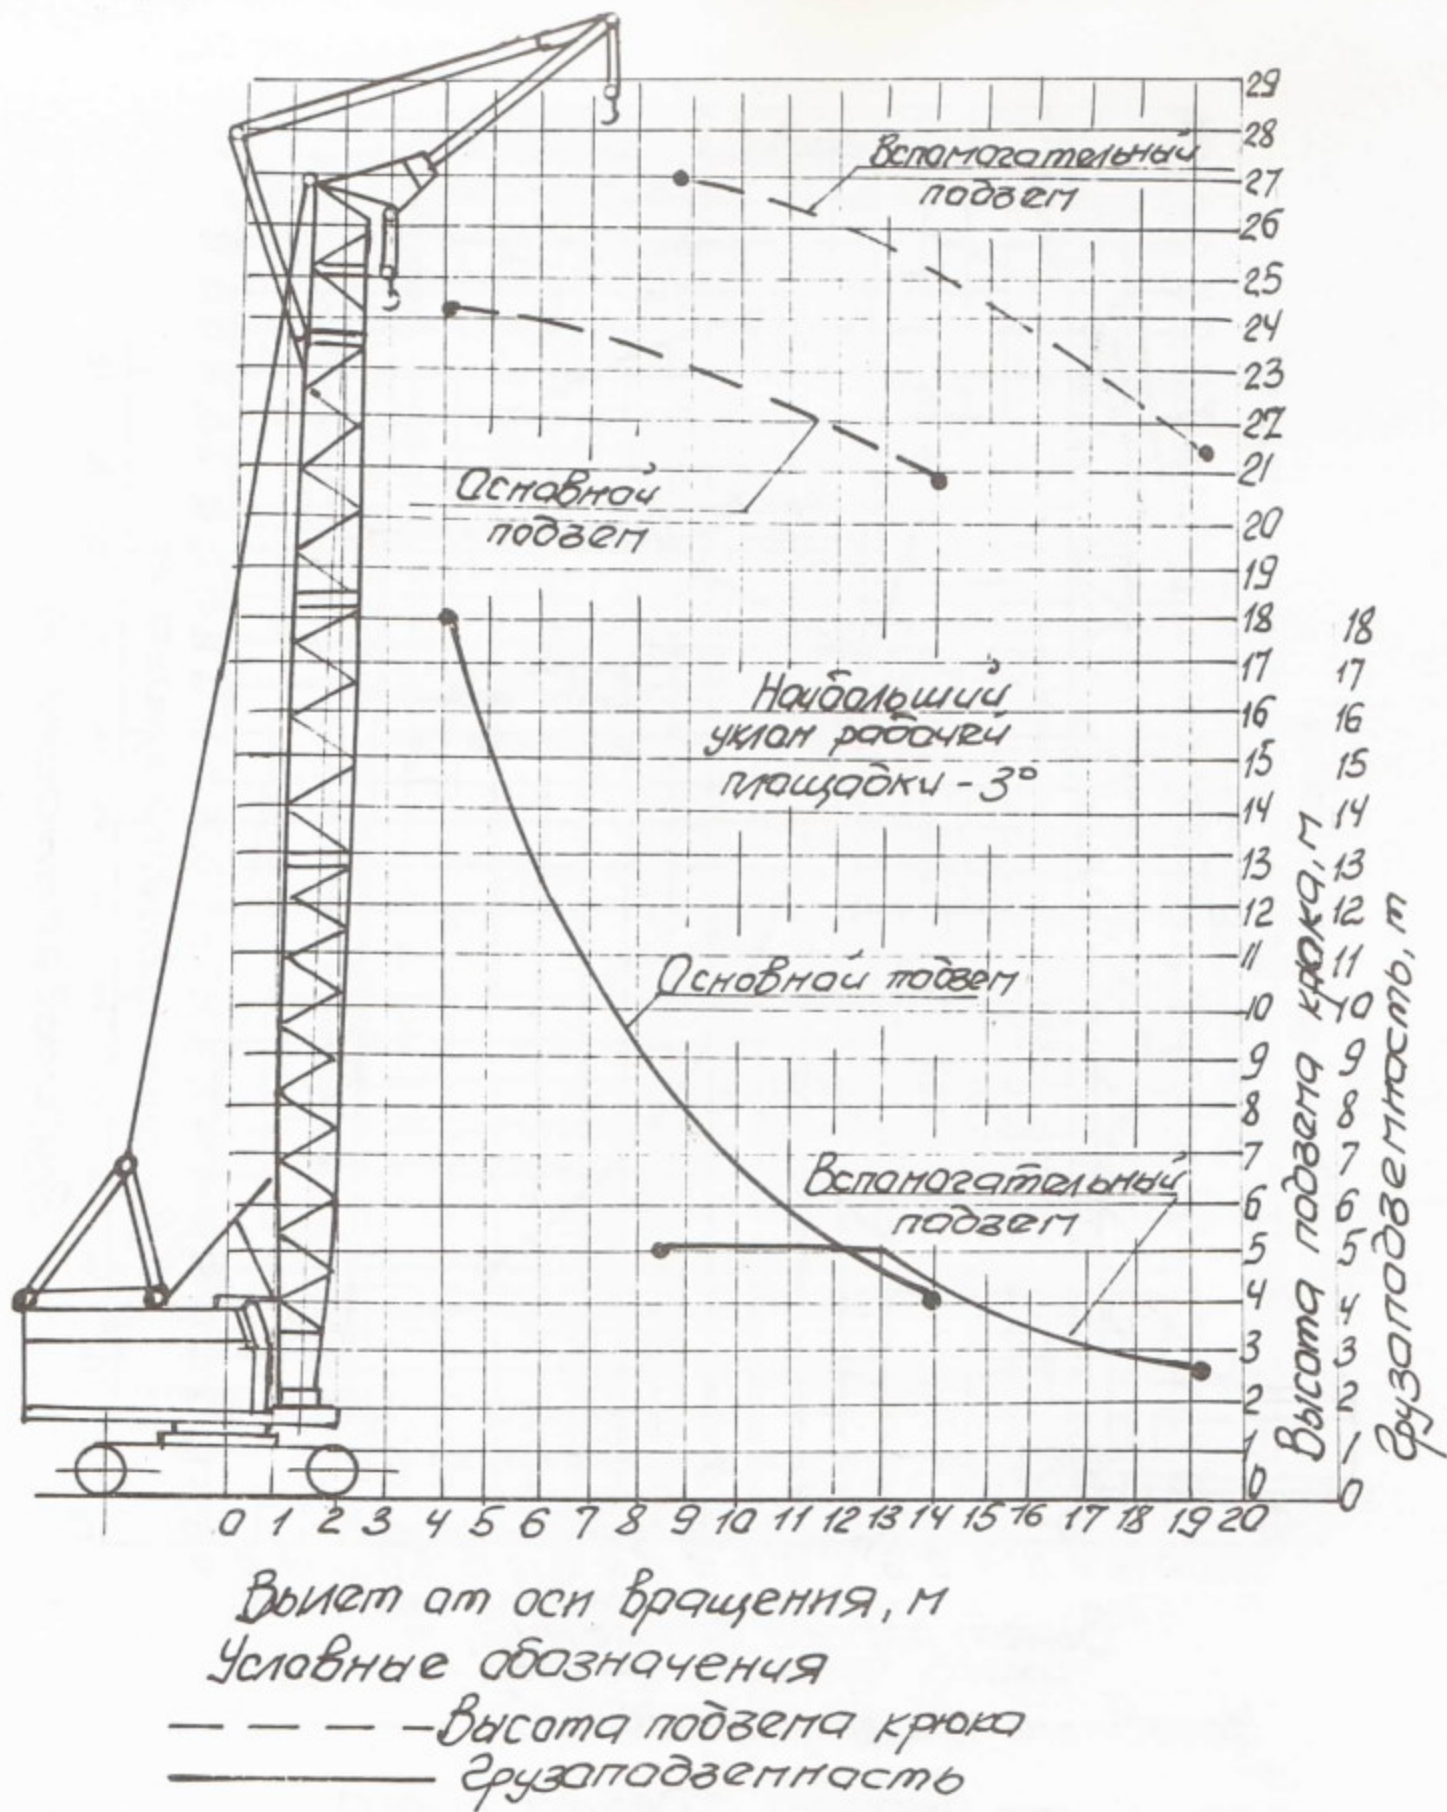 Вспомогательный
подъем
Основной
подъем
Наибольший
уклон рабочей
площадки - 3°
Основной подъем
Вспомогательный
подъем
29
28
27
26
25
24
23
22
21
20
19
18 18
17 17
16 16
15 15
14 14
13 13
12 12
11 11
10 10
9 9
8 8
7 7
6 6
5 5
4 4
3 3
2 2
1 1
0 0
Высота подъема крюка, м
Грузоподъемность, т
0 1 2 3 4 5 6 7 8 9 10 11 12 13 14 15 16 17 18 19 20
Вылет от оси вращения, м
Условные обозначения
Высота подъема крюка
Грузоподъемность